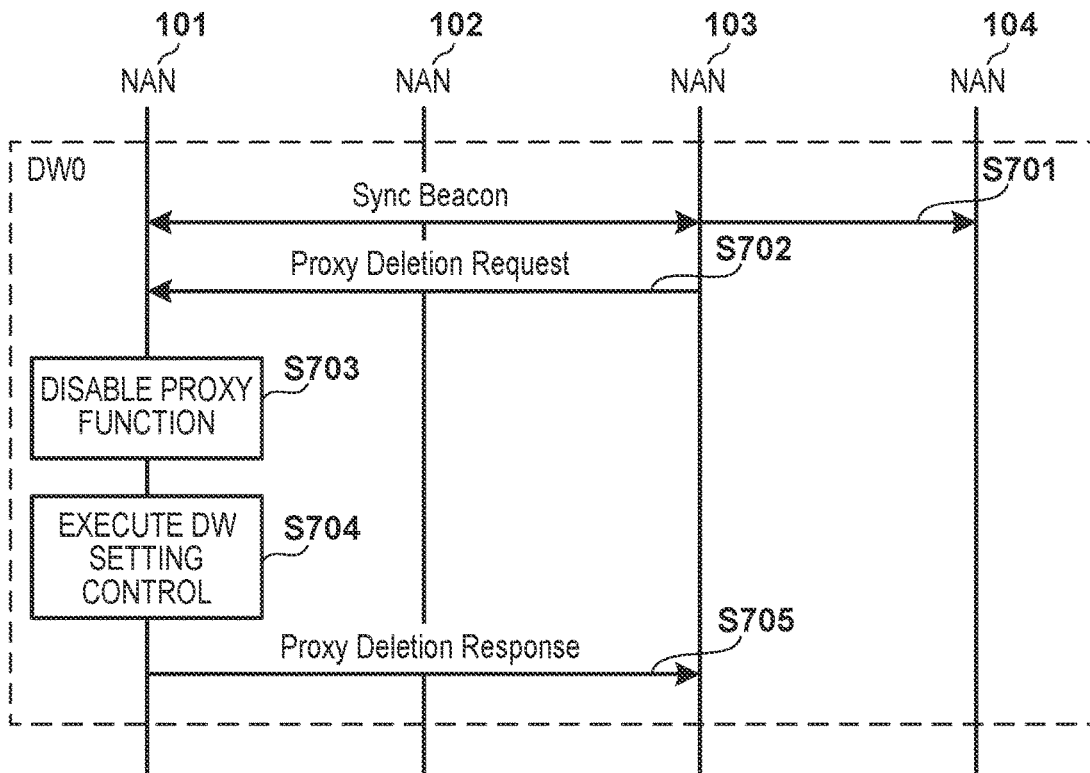 101
102
103
104
NAN
NAN
NAN
NAN
DW0
S701
Sync Beacon
S702
Proxy Deletion Request
S703
DISABLE PROXY
FUNCTION
S704
EXECUTE DW
SETTING
CONTROL
S705
Proxy Deletion Response